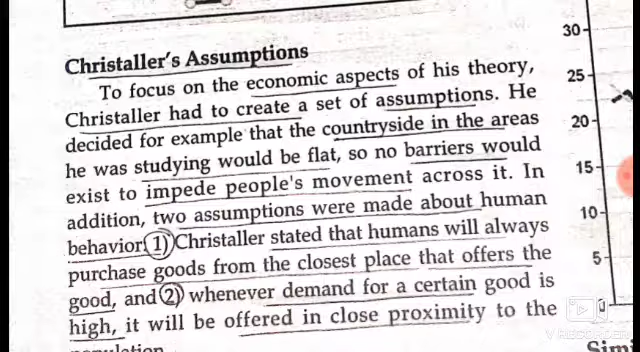 Christaller's Assumptions
To focus on the economic aspects of his theory,
Christaller had to create a set of assumptions. He
decided for example that the countryside in the areas
he was studying would be flat, so no barriers would
exist to impede people's movement across it. In
addition, two assumptions were made about human
behavior: 1) Christaller stated that humans will always
purchase goods from the closest place that offers the
good, and 2) whenever demand for a certain good is
high, it will be offered in close proximity to the
30
25
20
15
10
5